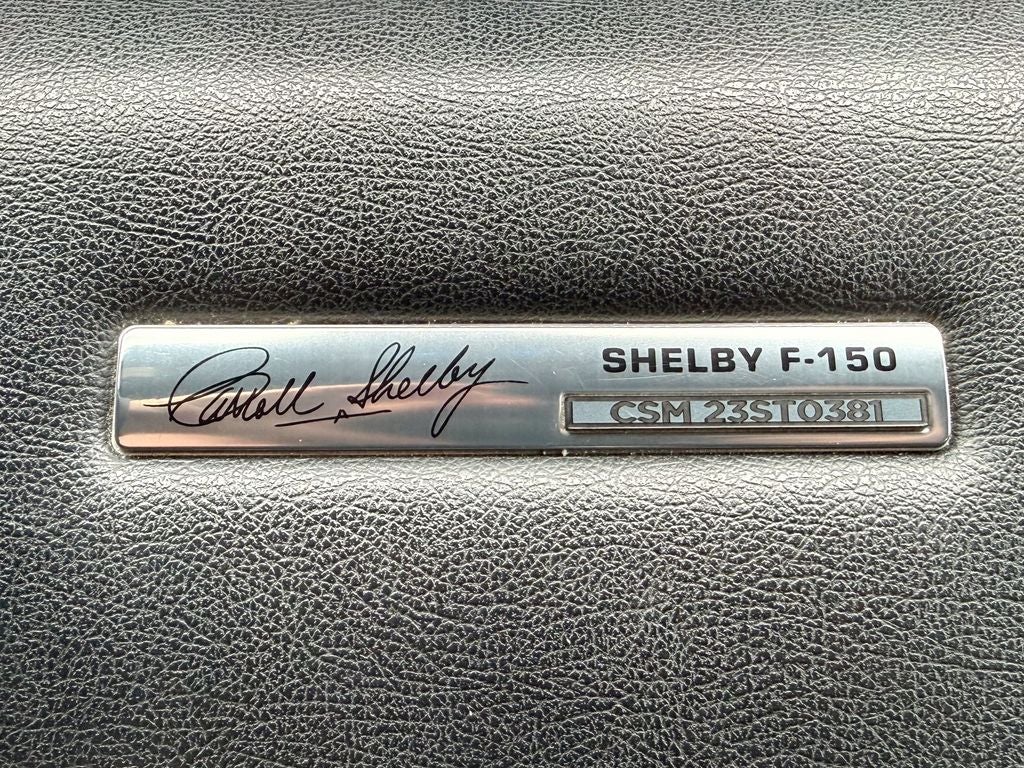 Carroll Shelby
SHELBY F-150
CSM 23ST0381